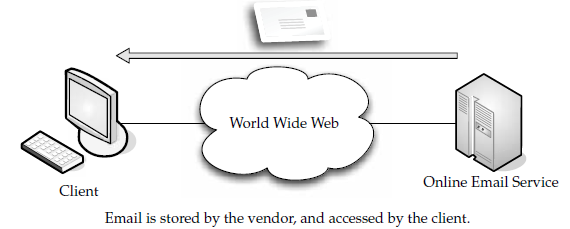 World Wide Web
Client
Online Email Service
Email is stored by the vendor, and accessed by the client.